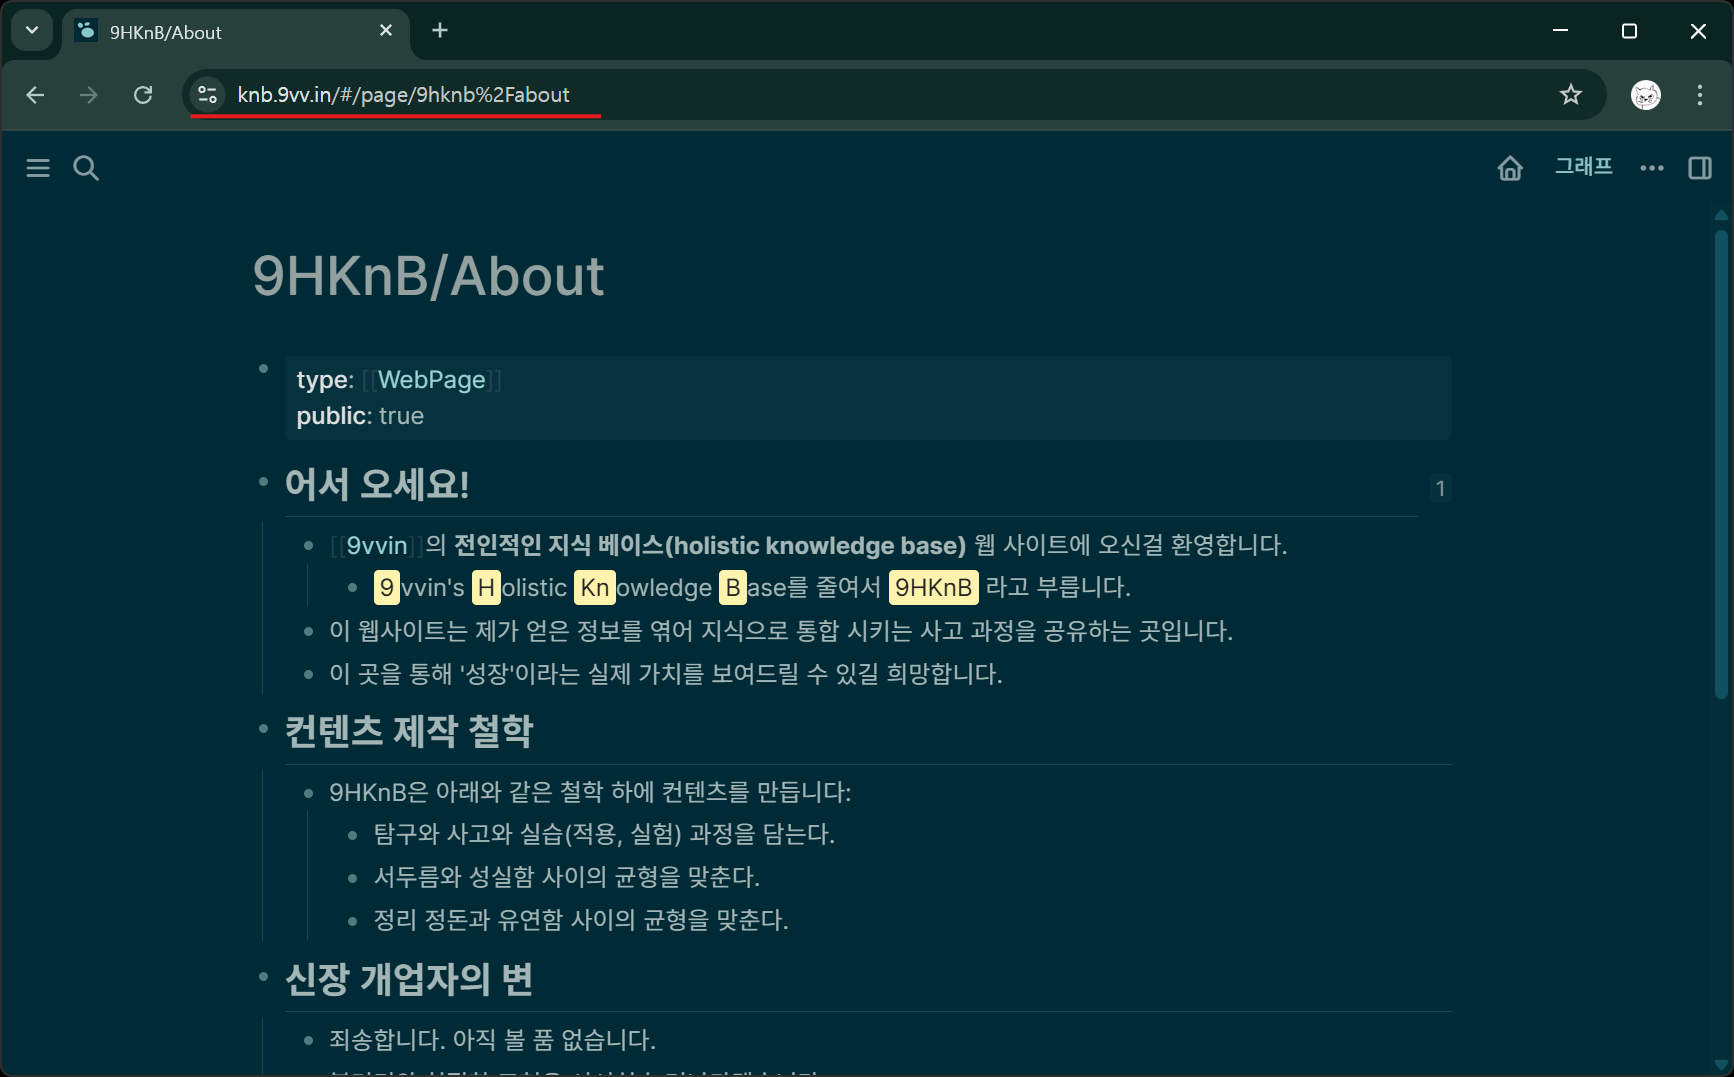 9HKnB/About
knb.9vv.in/#/page/9hknb%2Fabout
그래프
9HKnB/About
type: [[WebPage]]
public: true
어서 오세요!
1
[[9vvin]]의 전인적인 지식 베이스(holistic knowledge base) 웹 사이트에 오신걸 환영합니다.
9vvin's Holistic Knowledge Base를 줄여서 9HKnB 라고 부릅니다.
이 웹사이트는 제가 얻은 정보를 엮어 지식으로 통합 시키는 사고 과정을 공유하는 곳입니다.
이 곳을 통해 '성장'이라는 실제 가치를 보여드릴 수 있길 희망합니다.
컨텐츠 제작 철학
9HKnB은 아래와 같은 철학 하에 컨텐츠를 만듭니다:
탐구와 사고와 실습(적용, 실험) 과정을 담는다.
서두름와 성실함 사이의 균형을 맞춘다.
정리 정돈과 유연함 사이의 균형을 맞춘다.
신장 개업자의 변
죄송합니다. 아직 볼 품 없습니다.